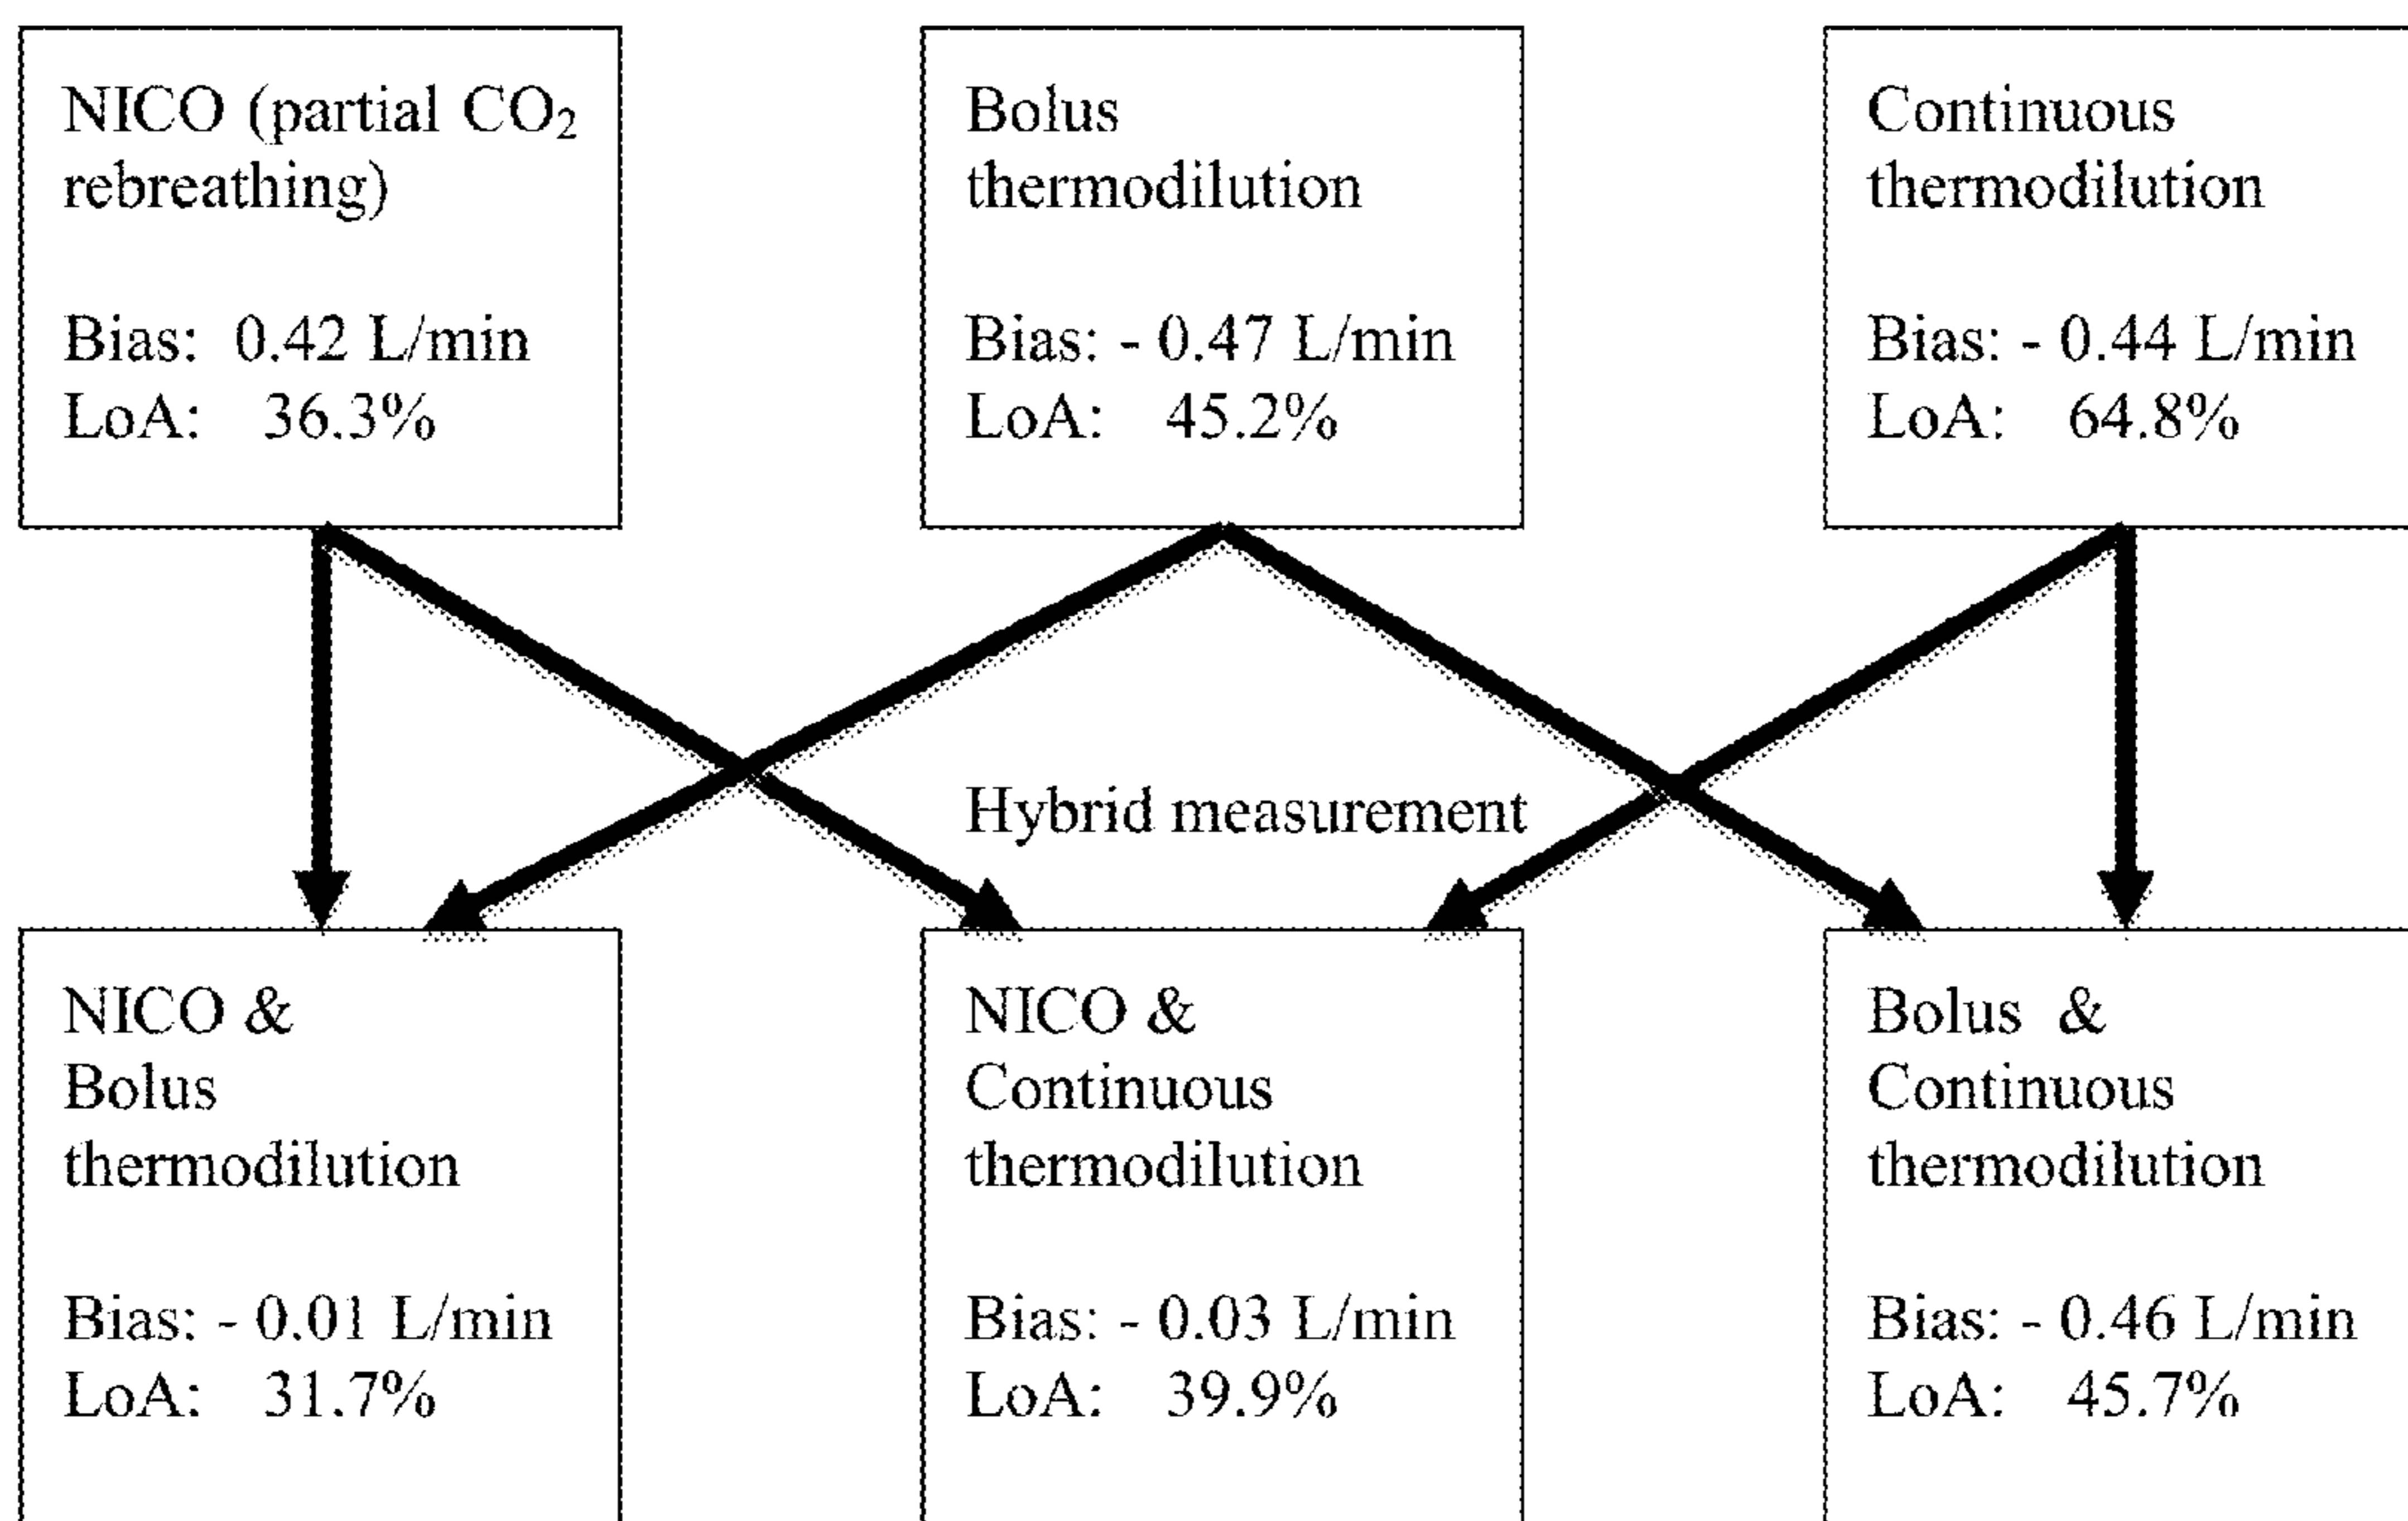 NICO (partial CO₂
rebreathing)
Bias: 0.42 L/min
LoA: 36.3%
Bolus
thermodilution
Bias: - 0.47 L/min
LoA: 45.2%
Continuous
thermodilution
Bias: - 0.44 L/min
LoA: 64.8%
Hybrid measurement
NICO &
Bolus
thermodilution
Bias: - 0.01 L/min
LoA: 31.7%
NICO &
Continuous
thermodilution
Bias: - 0.03 L/min
LoA: 39.9%
Bolus &
Continuous
thermodilution
Bias: - 0.46 L/min
LoA: 45.7%